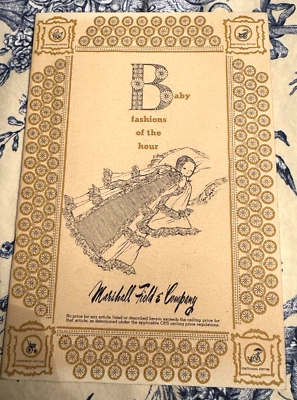 Baby
fashions
of the
hour
Marshall Field & Company
No price for any article listed or described herein exceeds the ceiling price for
that article, as determined under the applicable OPS ceiling price regulations.